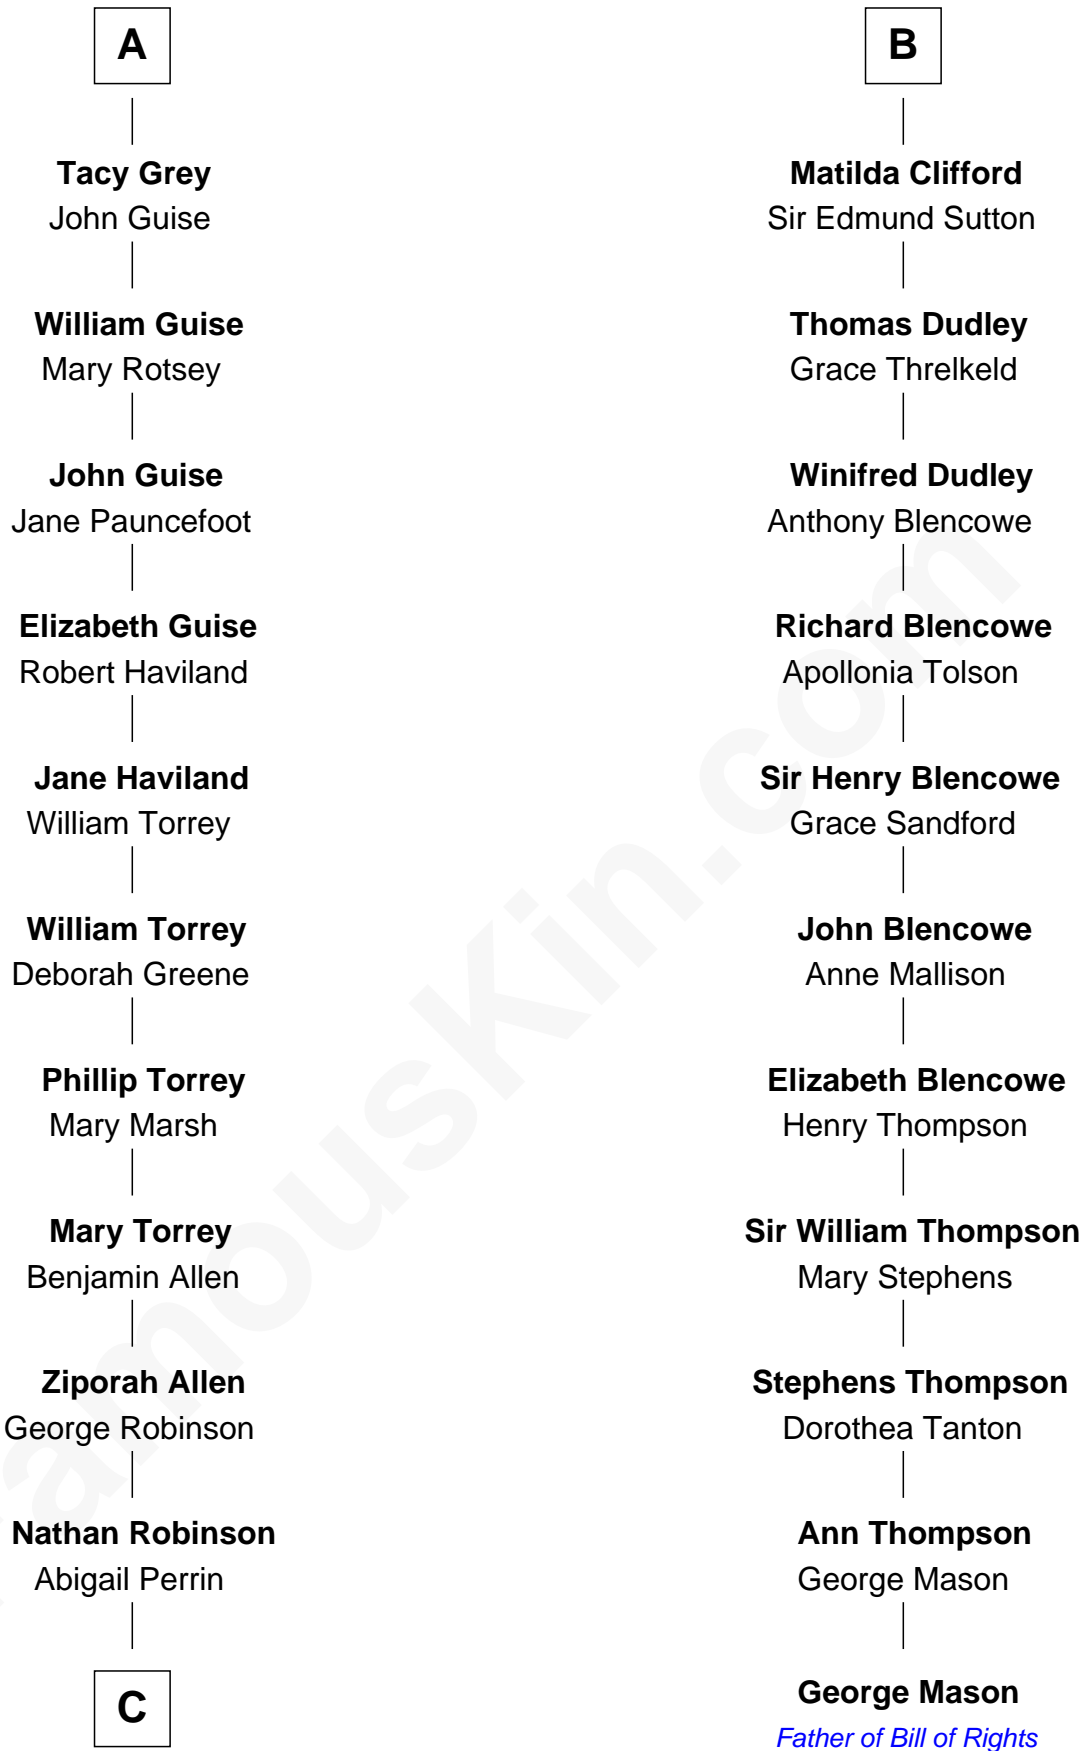 A
Tacy Grey
John Guise
William Guise
Mary Rotsey
John Guise
Jane Pauncefoot
Elizabeth Guise
Robert Haviland
Jane Haviland
William Torrey
William Torrey
Deborah Greene
Phillip Torrey
Mary Marsh
Mary Torrey
Benjamin Allen
Ziporah Allen
George Robinson
Nathan Robinson
Abigail Perrin
C
B
Matilda Clifford
Sir Edmund Sutton
Thomas Dudley
Grace Threlkeld
Winifred Dudley
Anthony Blencowe
Richard Blencowe
Apollonia Tolson
Sir Henry Blencowe
Grace Sandford
John Blencowe
Anne Mallison
Elizabeth Blencowe
Henry Thompson
Sir William Thompson
Mary Stephens
Stephens Thompson
Dorothea Tanton
Ann Thompson
George Mason
George Mason
Father of Bill of Rights
famouskin.com